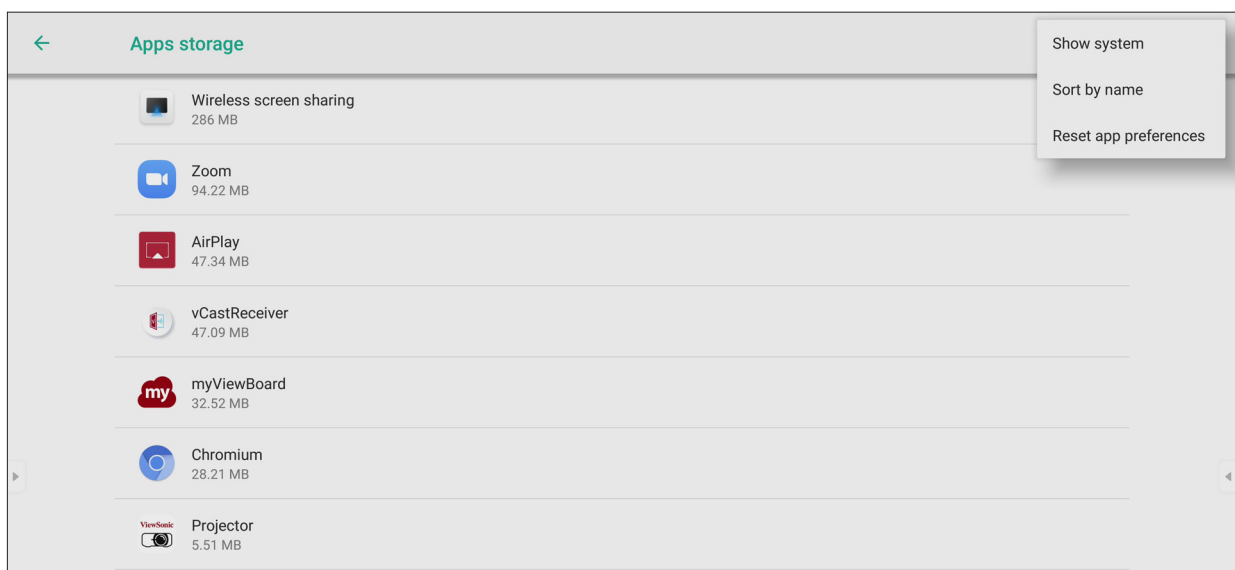 Apps storage
Show system
Sort by name
Reset app preferences
Wireless screen sharing
286 MB
Zoom
94.22 MB
AirPlay
47.34 MB
vCastReceiver
47.09 MB
my
myViewBoard
32.52 MB
Chromium
28.21 MB
ViewSonic
Projector
5.51 MB